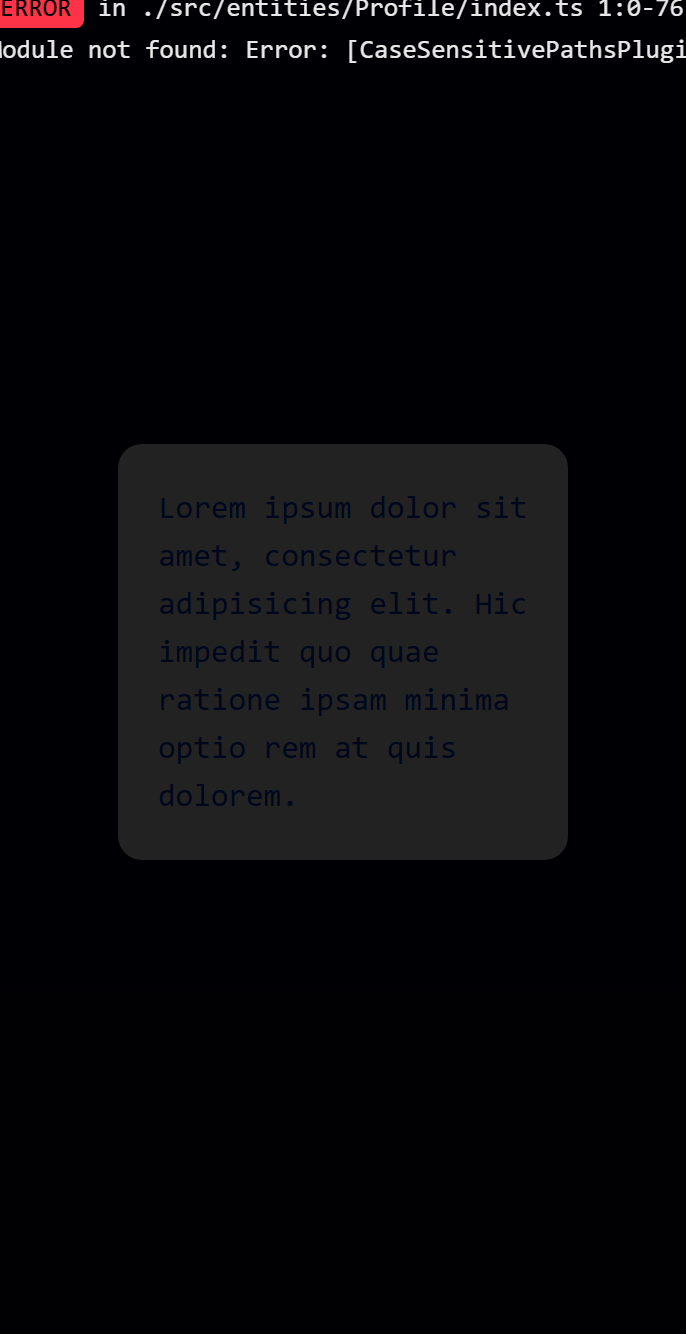 ERROR in ./src/entities/Profile/index.ts 1:0-76
Module not found: Error: [CaseSensitivePathsPlugi
Lorem ipsum dolor sit
amet, consectetur
adipisicing elit. Hic
impedit quo quae
ratione ipsam minima
optio rem at quis
dolorem.